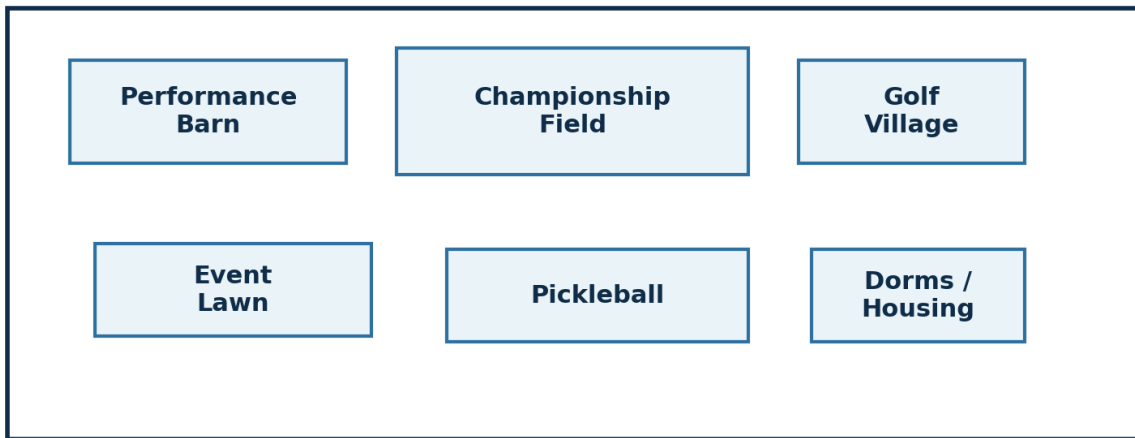 Performance
Barn
Championship
Field
Golf
Village
Event
Lawn
Pickleball
Dorms /
Housing